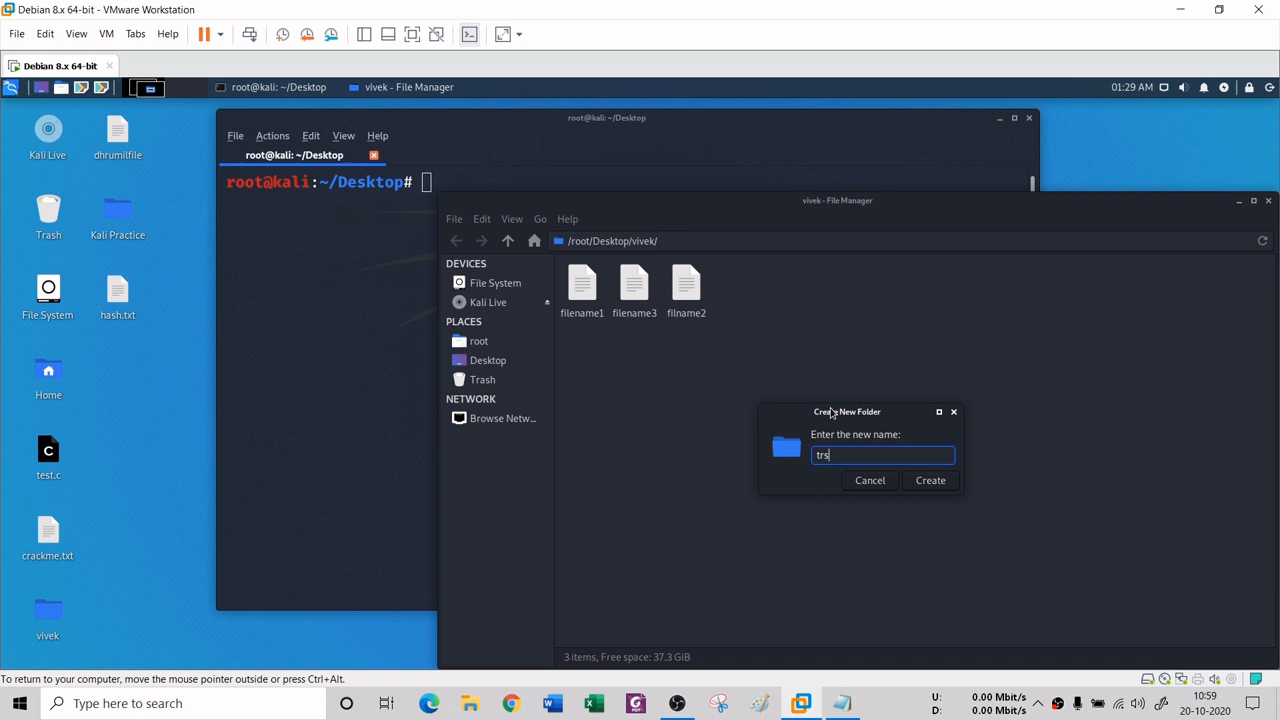 Debian 8.x 64-bit - VMware Workstation
File Edit View VM Tabs Help
Debian 8.x 64-bit
root@kali: ~/Desktop
vivek - File Manager
01:29 AM
Kali Live
dhrumilfile
Trash
Kali Practice
File System
hash.txt
Home
test.c
crackme.txt
vivek
root@kali: ~/Desktop
File Actions Edit View Help
root@kali: ~/Desktop
root@kali:~/Desktop#
vivek - File Manager
File Edit View Go Help
/root/Desktop/vivek/
DEVICES
File System
Kali Live
PLACES
root
Desktop
Trash
NETWORK
Browse Netw...
filename1 filename3 filname2
Create New Folder
Enter the new name:
trs
Cancel Create
3 items, Free space: 37.3 GiB
To return to your computer, move the mouse pointer outside or press Ctrl+Alt.
Type here to search
U: 0.00 Mbit/s
D: 0.00 Mbit/s
10:59
20-10-2020